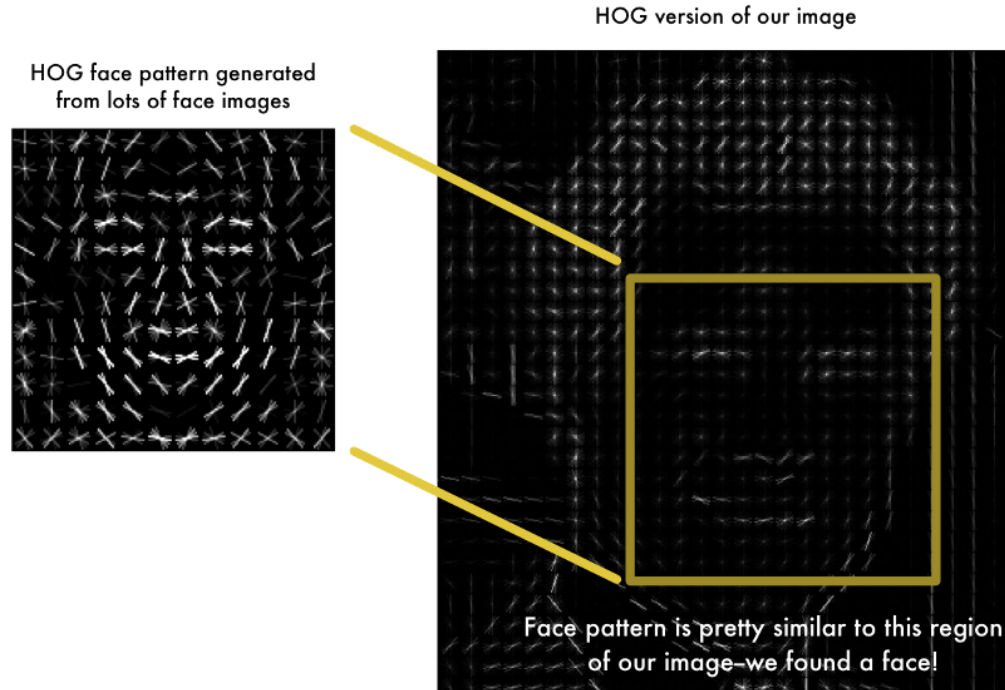 HOG version of our image
HOG face pattern generated
from lots of face images
Face pattern is pretty similar to this region
of our image–we found a face!